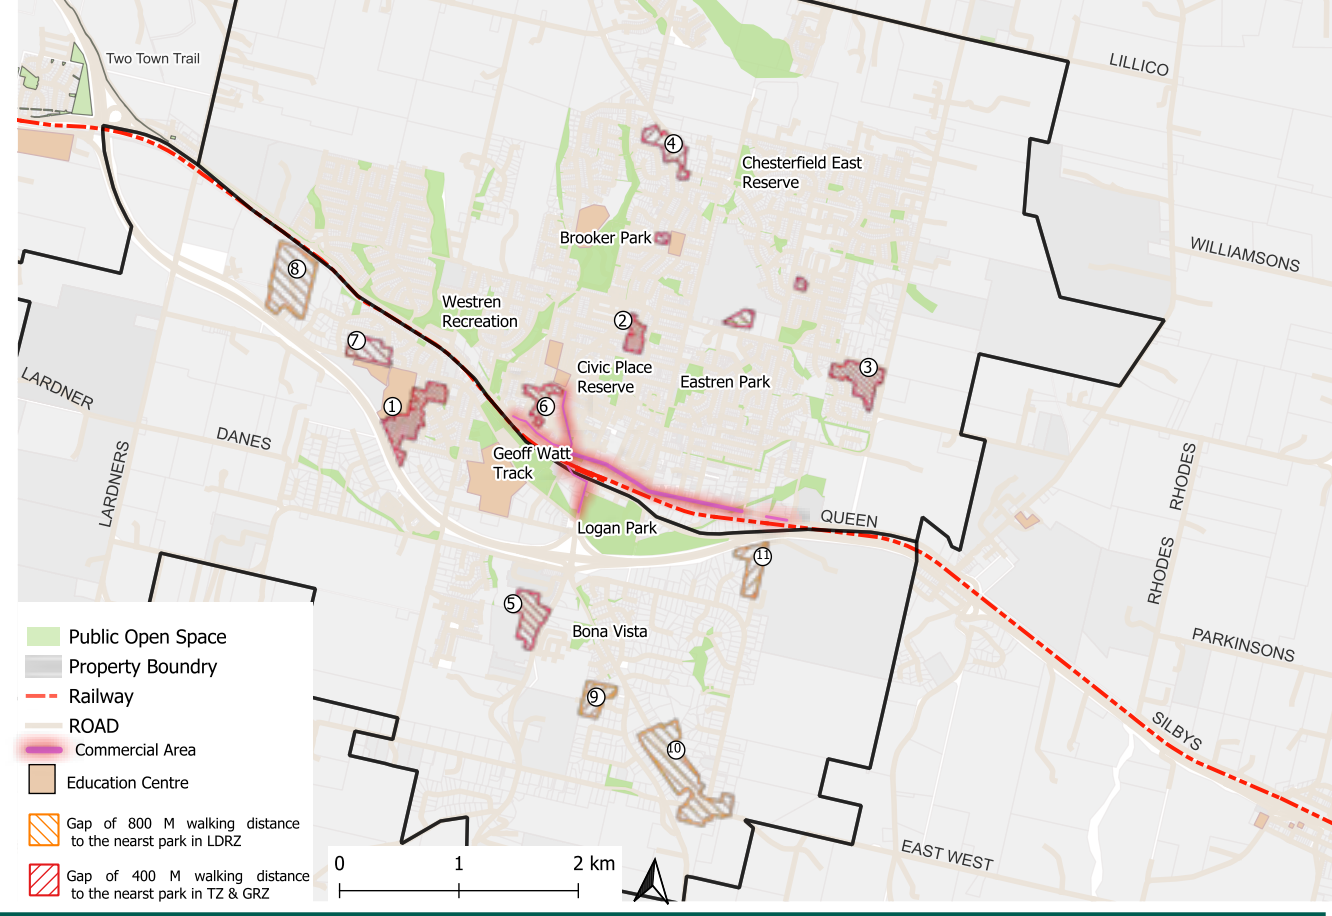 Two Town Trail
LILLICO
4
Chesterfield East
Reserve
Brooker Park
WILLIAMSONS
8
Westren
Recreation
2
7
Civic Place
Reserve
Eastren Park
3
LARDNER
1
6
DANES
LARDNERS
Geoff Watt
Track
RHODES
QUEEN
Logan Park
11
RHODES
5
Bona Vista
PARKINSONS
9
SILBYS
10
EAST WEST
Public Open Space
Property Boundry
Railway
ROAD
Commercial Area
Education Centre
Gap of 800 M walking distance
to the nearst park in LDRZ
Gap of 400 M walking distance
to the nearst park in TZ & GRZ
0 1 2 km